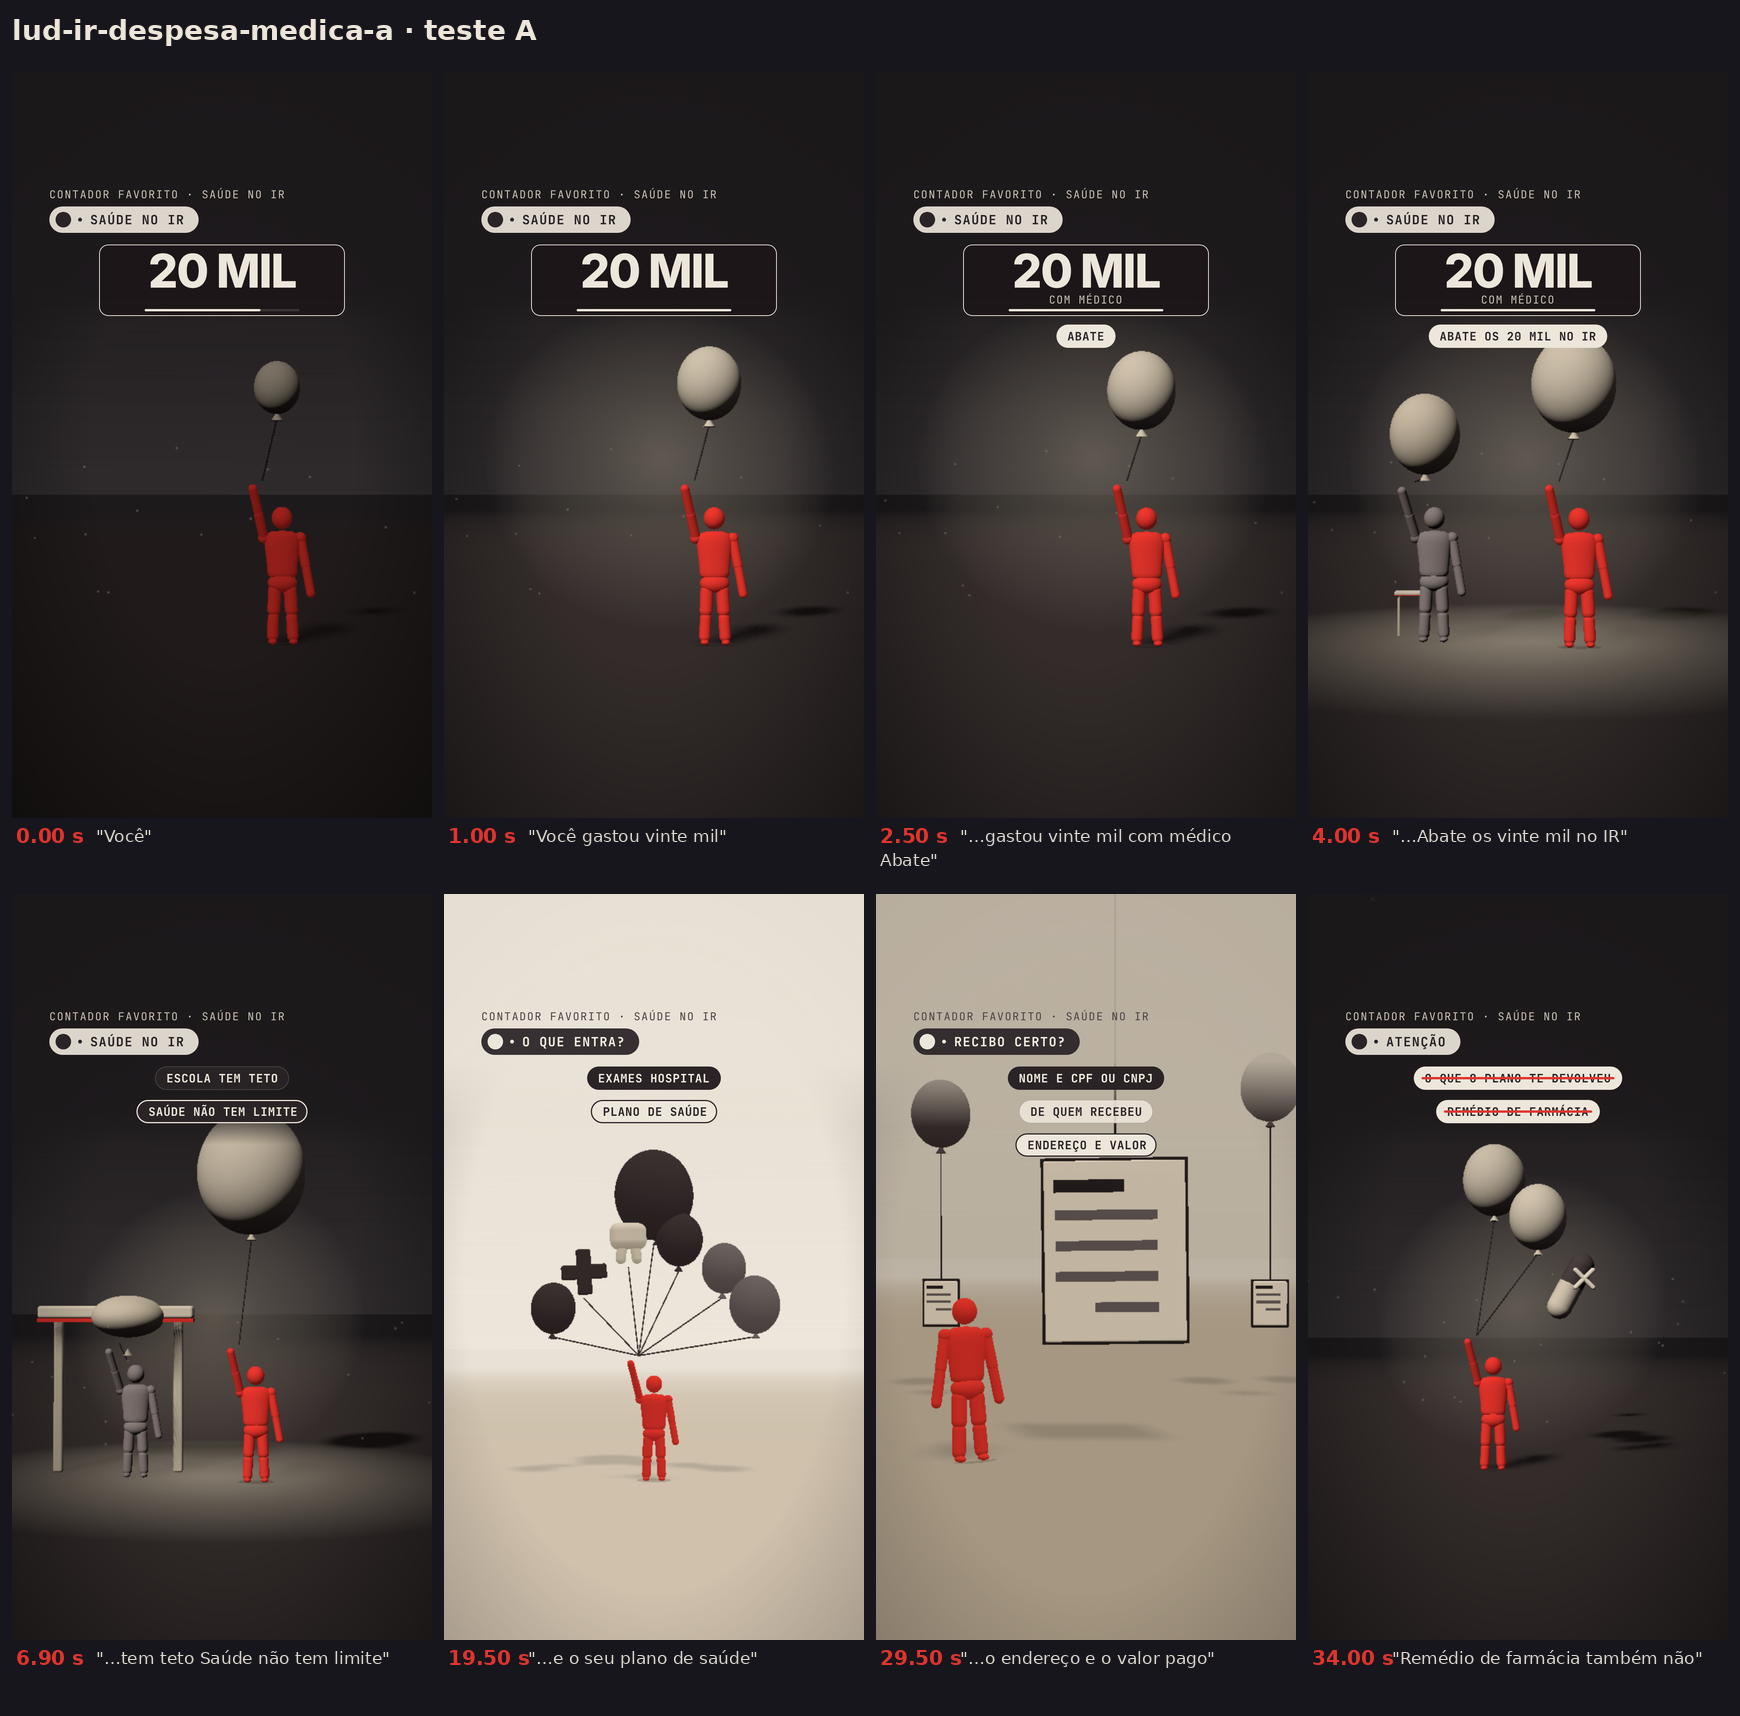 lud-ir-despesa-medica-a · teste A
CONTADOR FAVORITO · SAÚDE NO IR
• SAÚDE NO IR
20 MIL
0.00 s "Você"
CONTADOR FAVORITO · SAÚDE NO IR
• SAÚDE NO IR
20 MIL
1.00 s "Você gastou vinte mil"
CONTADOR FAVORITO · SAÚDE NO IR
• SAÚDE NO IR
20 MIL
COM MÉDICO
ABATE
2.50 s "...gastou vinte mil com médico
Abate"
CONTADOR FAVORITO · SAÚDE NO IR
• SAÚDE NO IR
20 MIL
COM MÉDICO
ABATE OS 20 MIL NO IR
4.00 s "...Abate os vinte mil no IR"
CONTADOR FAVORITO · SAÚDE NO IR
• SAÚDE NO IR
ESCOLA TEM TETO
SAÚDE NÃO TEM LIMITE
6.90 s "...tem teto Saúde não tem limite"
CONTADOR FAVORITO · SAÚDE NO IR
• O QUE ENTRA?
EXAMES HOSPITAL
PLANO DE SAÚDE
19.50 s "...e o seu plano de saúde"
CONTADOR FAVORITO · SAÚDE NO IR
• RECIBO CERTO?
NOME E CPF OU CNPJ
DE QUEM RECEBEU
ENDEREÇO E VALOR
29.50 s "...o endereço e o valor pago"
CONTADOR FAVORITO · SAÚDE NO IR
• ATENÇÃO
O QUE O PLANO TE DEVOLVEU
REMÉDIO DE FARMÁCIA
34.00 s "Remédio de farmácia também não"